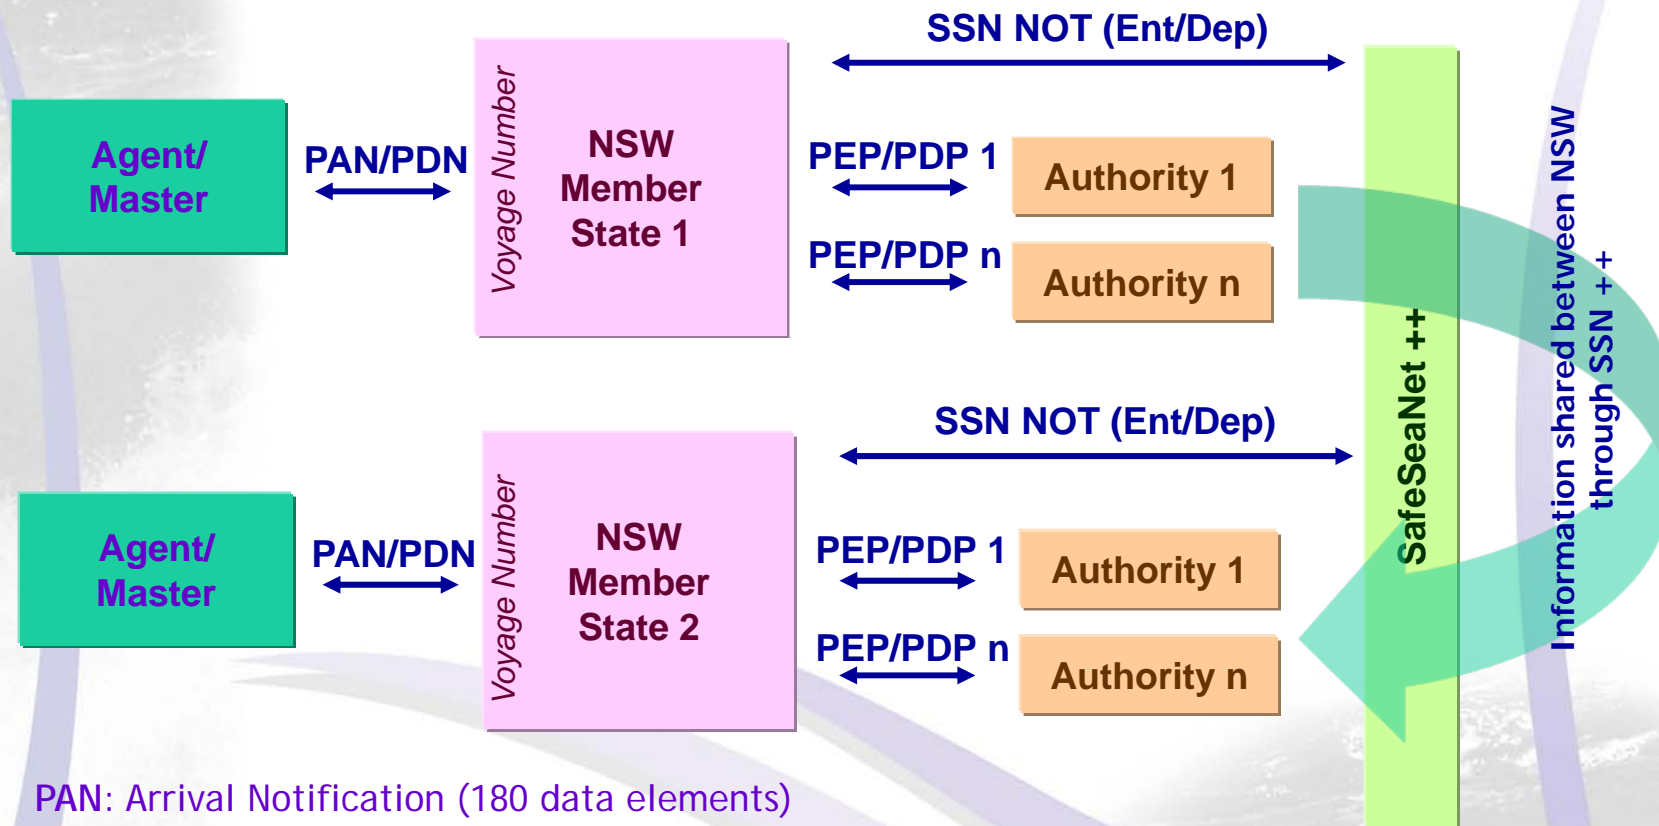 SSN NOT (Ent/Dep)
Agent/
Master
PAN/PDN
Voyage Number
NSW
Member
State 1
PEP/PDP 1
Authority 1
PEP/PDP n
Authority n
SafeSeaNet ++
Information shared between NSW
through SSN ++
SSN NOT (Ent/Dep)
Agent/
Master
PAN/PDN
Voyage Number
NSW
Member
State 2
PEP/PDP 1
Authority 1
PEP/PDP n
Authority n
PAN: Arrival Notification (180 data elements)